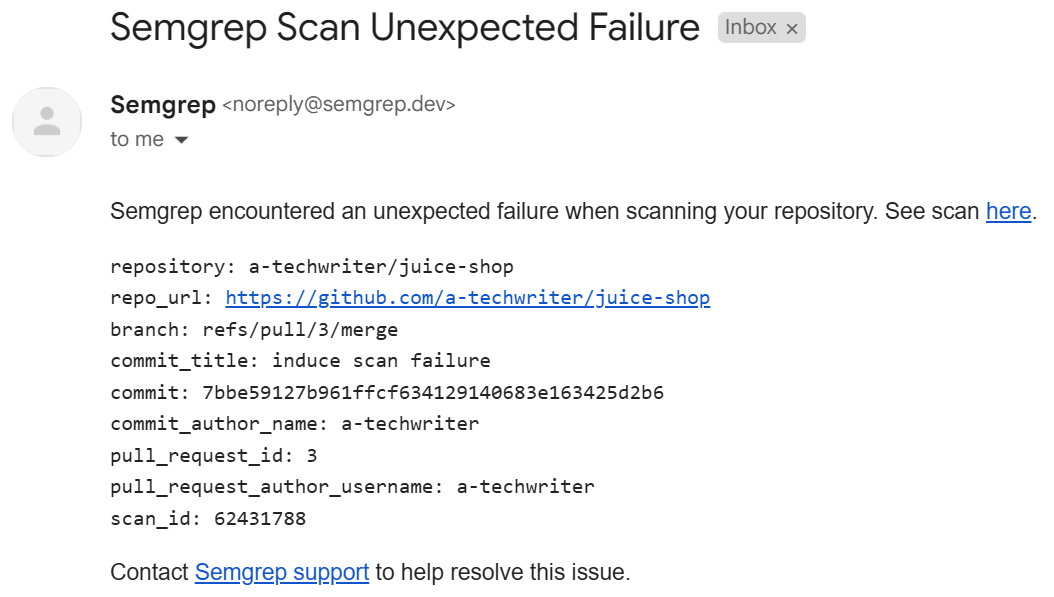 Semgrep Scan Unexpected Failure Inbox ×
Semgrep <noreply@semgrep.dev>
to me
Semgrep encountered an unexpected failure when scanning your repository. See scan here.
repository: a-techwriter/juice-shop
repo_url: https://github.com/a-techwriter/juice-shop
branch: refs/pull/3/merge
commit_title: induce scan failure
commit: 7bbe59127b961ffcf634129140683e163425d2b6
commit_author_name: a-techwriter
pull_request_id: 3
pull_request_author_username: a-techwriter
scan_id: 62431788
Contact Semgrep support to help resolve this issue.